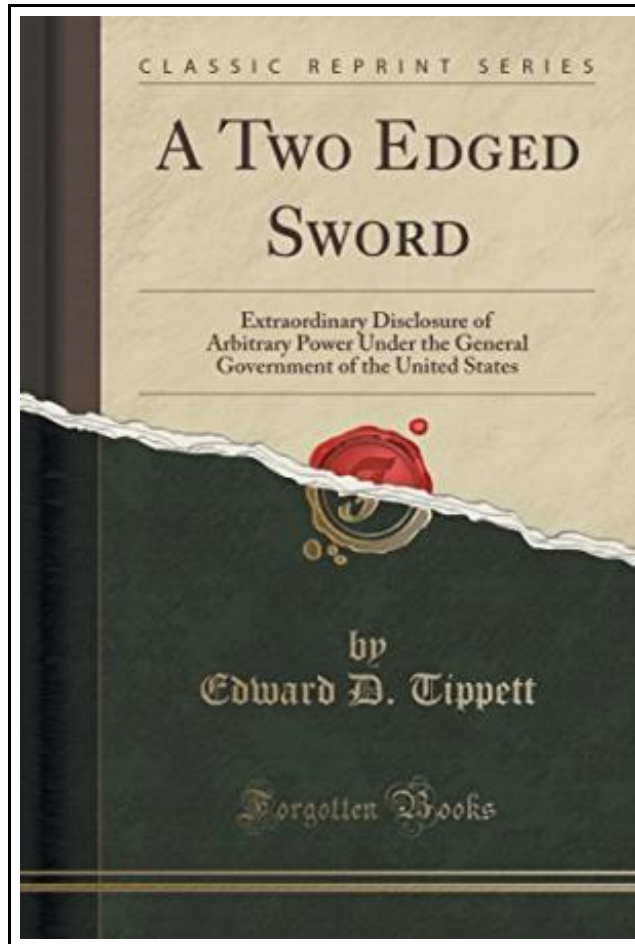 CLASSIC REPRINT SERIES
A TWO EDGED
SWORD
Extraordinary Disclosure of
Arbitrary Power Under the General
Government of the United States
by
Edward D. Tippett
Forgotten Books